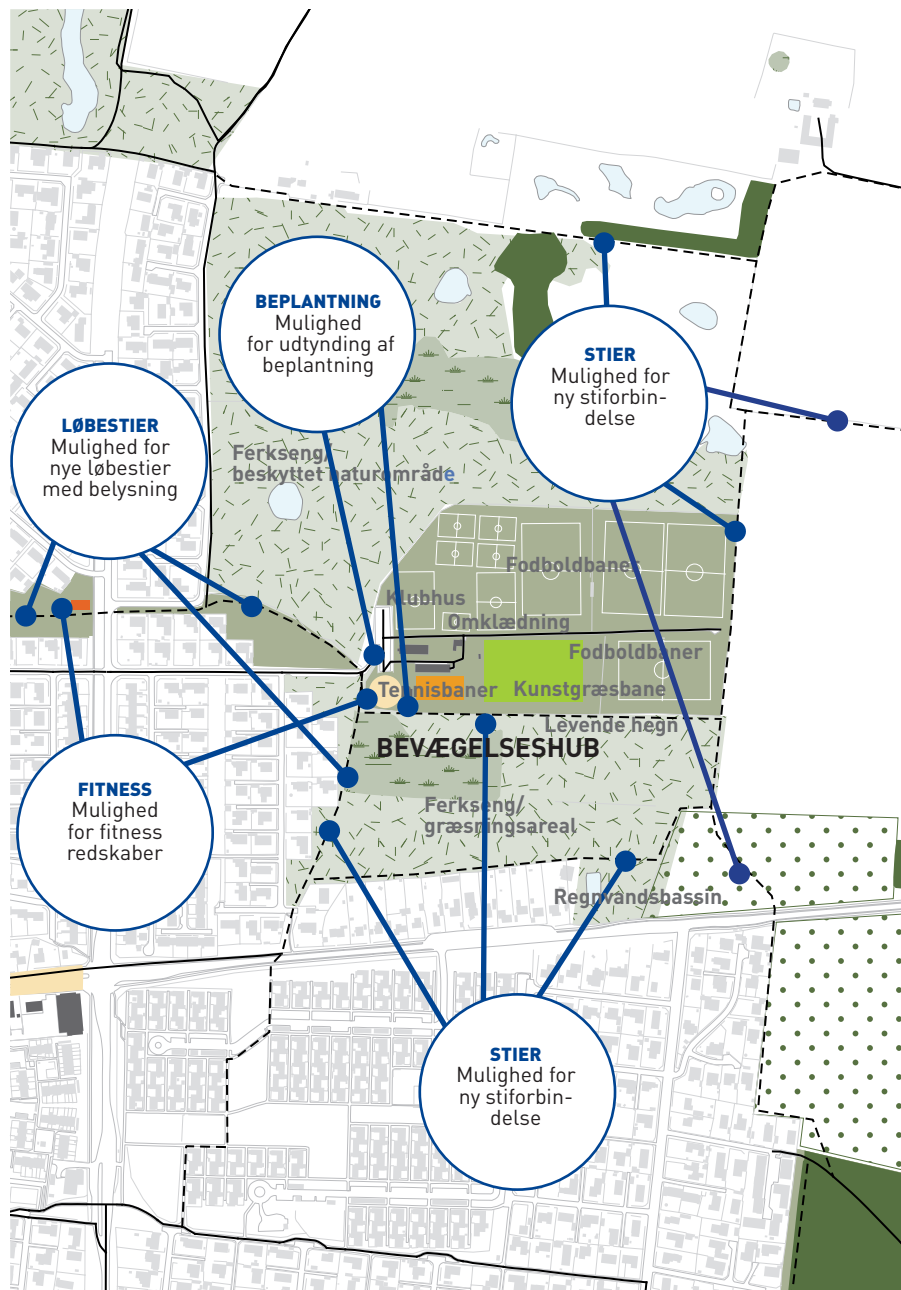 BEPLANTNING
Mulighed
for udtynding af
beplantning
STIER
Mulighed for
ny stiforbin-
delse
LØBESTIER
Mulighed for
nye løbestier
med belysning
Ferkseng/
beskyttet naturområde
Fodboldbaner
Klubhus
Omklædning
Fodboldbaner
Tennisbaner
Kunstgræsbane
Levende hegn
BEVÆGELSESHUB
FITNESS
Mulighed
for fitness
redskaber
Ferkseng/
græsningsareal
Regnvandsbassin
STIER
Mulighed for
ny stiforbin-
delse